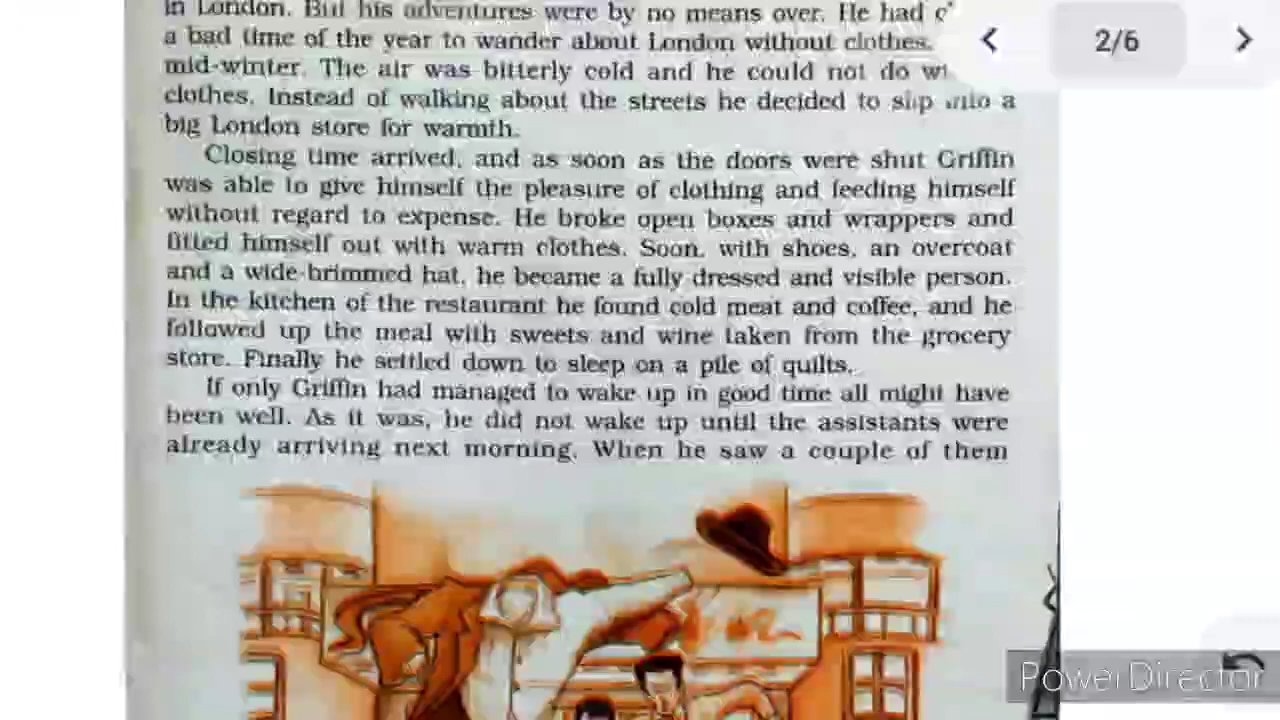 in London. But his adventures were by no means over. He had
a bad time of the year to wander about London without clothes.
mid-winter. The air was bitterly cold and he could not do
clothes. Instead of walking about the streets he decided to slip into a
big London store for warmth.
Closing time arrived, and as soon as the doors were shut Griffin
was able to give himself the pleasure of clothing and feeding himself
without regard to expense. He broke open boxes and wrappers and
fitted himself out with warm clothes. Soon, with shoes, an overcoat
and a wide-brimmed hat, he became a fully dressed and visible person.
In the kitchen of the restaurant he found cold meat and coffee, and he
followed up the meal with sweets and wine taken from the grocery
store. Finally he settled down to sleep on a pile of quilts.
If only Griffin had managed to wake up in good time all might have
been well. As it was, he did not wake up until the assistants were
already arriving next morning. When he saw a couple of them
2/6
PowerDirector